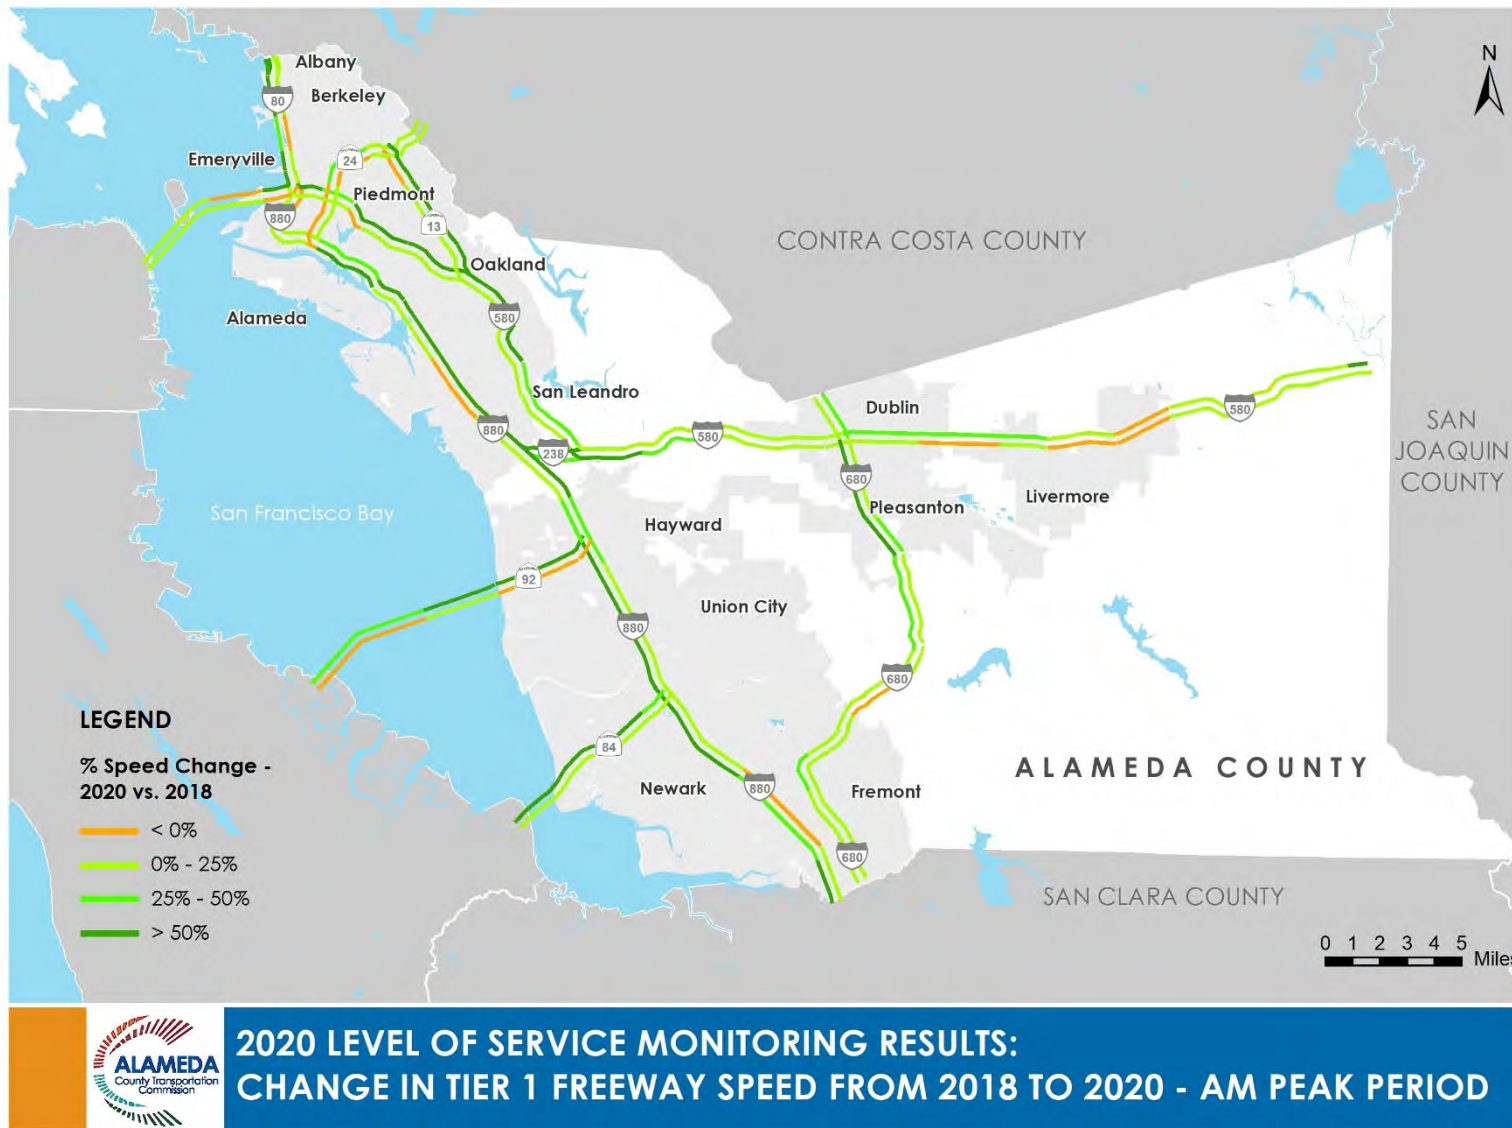 N
Albany
80
Berkeley
Emeryville
24
Piedmont
880
13
CONTRA COSTA COUNTY
Oakland
Alameda
580
San Leandro
Dublin
580
880
580
238
SAN
JOAQUIN
COUNTY
680
Pleasanton
Livermore
San Francisco Bay
Hayward
92
Union City
880
680
LEGEND
% Speed Change -
2020 vs. 2018
< 0%
0% - 25%
25% - 50%
> 50%
84
ALAMEDA COUNTY
Newark
880
Fremont
680
SAN CLARA COUNTY
0 1 2 3 4 5
Miles
ALAMEDA
County Transportation
Commission
2020 LEVEL OF SERVICE MONITORING RESULTS:
CHANGE IN TIER 1 FREEWAY SPEED FROM 2018 TO 2020 - AM PEAK PERIOD